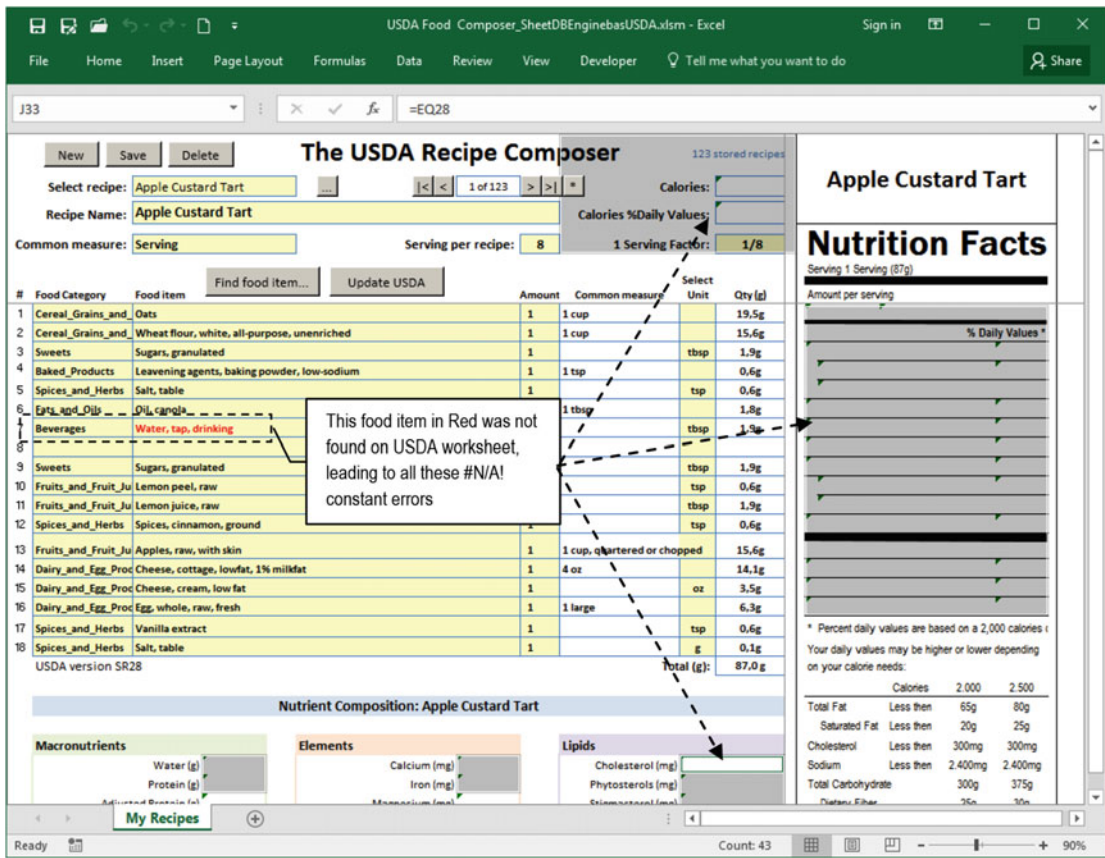 USDA Food Composer_SheetDBEnginebasUSDA.xlsm - Excel
Sign in
File Home Insert Page Layout Formulas Data Review View Developer Tell me what you want to do
Share
J33
fx
=EQ28
New Save Delete
The USDA Recipe Composer
123 stored recipes
Select recipe: Apple Custard Tart ... |< < 1 of 123 > >| * Calories:
Recipe Name: Apple Custard Tart Calories %Daily Values:
Common measure: Serving Serving per recipe: 8 1 Serving Factor: 1/8
Find food item... Update USDA
# Food Category Food item Amount Common measure Select Unit Qty (g)
1 Cereal_Grains_and_ Oats 1 1 cup 19,5g
2 Cereal_Grains_and_ Wheat flour, white, all-purpose, unenriched 1 1 cup 15,6g
3 Sweets Sugars, granulated 1 tbsp 1,9g
4 Baked_Products Leavening agents, baking powder, low-sodium 1 1 tsp 0,6g
5 Spices_and_Herbs Salt, table 1 tsp 0,6g
6 Fats_and_Oils Oil, canola 1 tbsp 1,8g
Beverages Water, tap, drinking tbsp 1,9g
8
9 Sweets Sugars, granulated tbsp 1,9g
10 Fruits_and_Fruit_Ju Lemon peel, raw tsp 0,6g
11 Fruits_and_Fruit_Ju Lemon juice, raw tbsp 1,9g
12 Spices_and_Herbs Spices, cinnamon, ground tsp 0,6g
13 Fruits_and_Fruit_Ju Apples, raw, with skin 1 1 cup, quartered or chopped 15,6g
14 Dairy_and_Egg_Proc Cheese, cottage, lowfat, 1% milkfat 1 4 oz 14,1g
15 Dairy_and_Egg_Proc Cheese, cream, low fat 1 oz 3,5g
16 Dairy_and_Egg_Proc Egg, whole, raw, fresh 1 1 large 6,3g
17 Spices_and_Herbs Vanilla extract 1 tsp 0,6g
18 Spices_and_Herbs Salt, table 1 g 0,1g
USDA version SR28 Total (g): 87,0 g
This food item in Red was not
found on USDA worksheet,
leading to all these #N/A!
constant errors
Nutrient Composition: Apple Custard Tart
Macronutrients Elements Lipids
Water (g) Calcium (mg) Cholesterol (mg)
Protein (g) Iron (mg) Phytosterols (mg)
Apple Custard Tart
Nutrition Facts
Serving 1 Serving (87g)
Amount per serving
% Daily Values *
* Percent daily values are based on a 2,000 calories
Your daily values may be higher or lower depending
on your calorie needs:
Calories 2,000 2.500
Total Fat Less then 65g 80g
Saturated Fat Less then 20g 25g
Cholesterol Less then 300mg 300mg
Sodium Less then 2.400mg 2.400mg
Total Carbohydrate 300g 375g
Dietary Fiber 25g 30g
My Recipes
Ready
Count: 43
90%